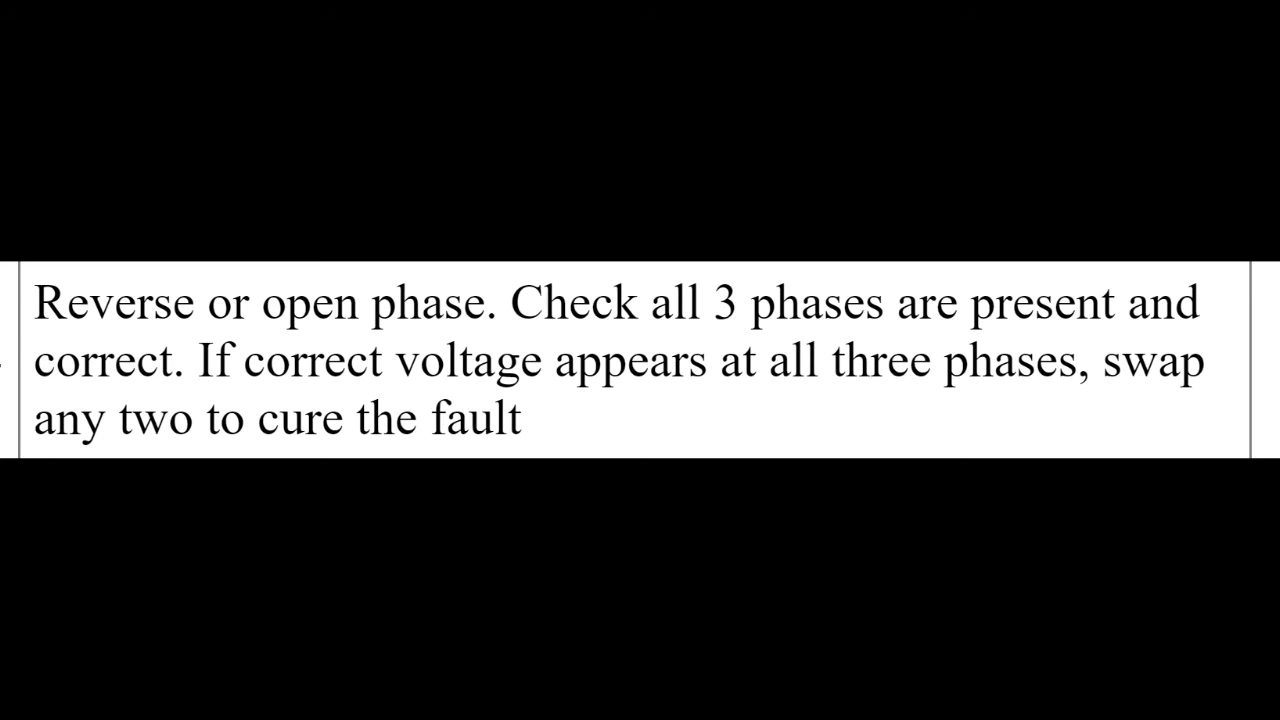 Reverse or open phase. Check all 3 phases are present and
correct. If correct voltage appears at all three phases, swap
any two to cure the fault